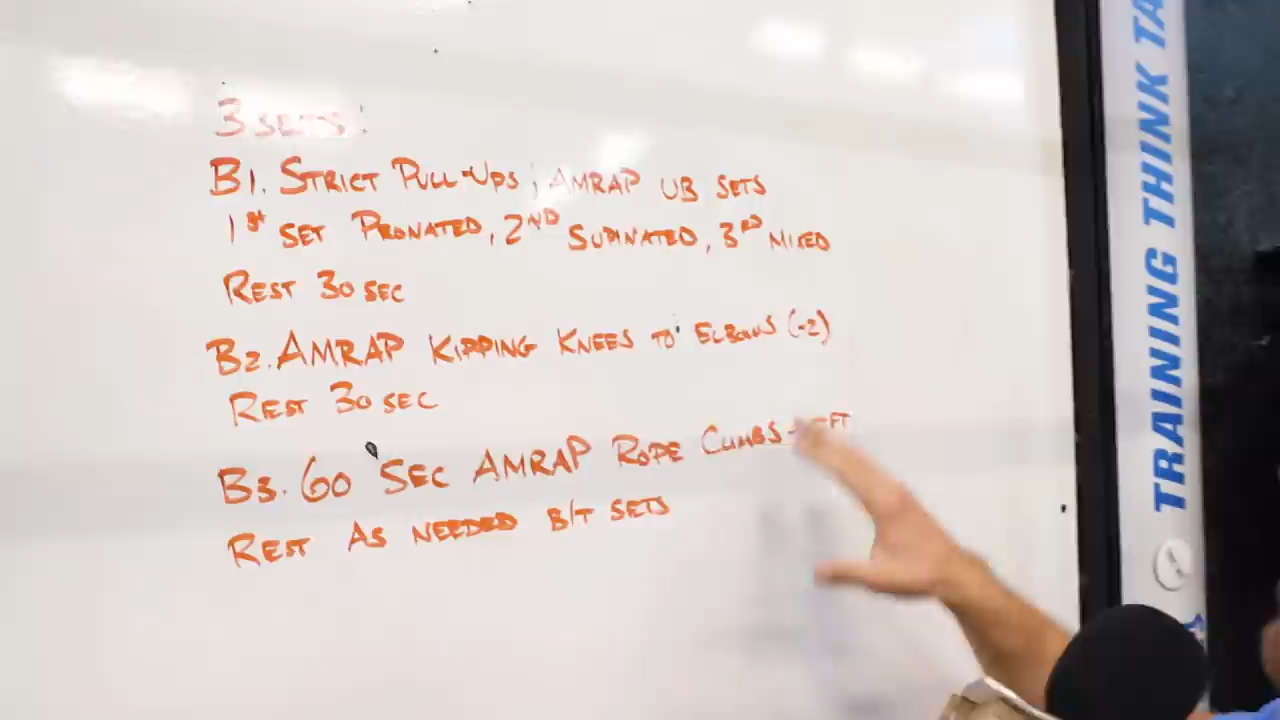 3 SETS:
B1. STRICT PULL-UPS; AMRAP UB SETS
1st SET PRONATED, 2ND SUPINATED, 3RD MIXED
REST 30 SEC
B2. AMRAP KIPPING KNEES TO ELBOWS (-2)
REST 30 SEC
B3. 60 SEC AMRAP ROPE CLIMBS - FT
REST AS NEEDED B/T SETS
TRAINING THINK TA